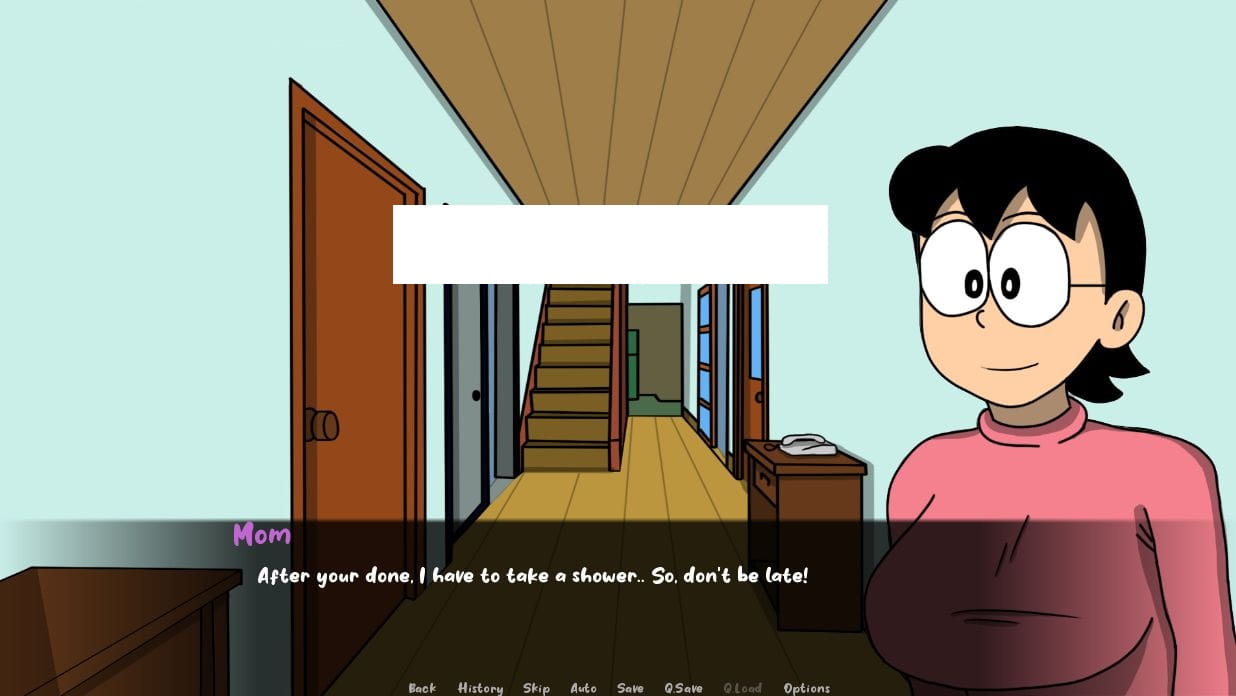 Mom
After your done, I have to take a shower.. So, don't be late!
Back History Skip Auto Save Q.Save Q.Load Options